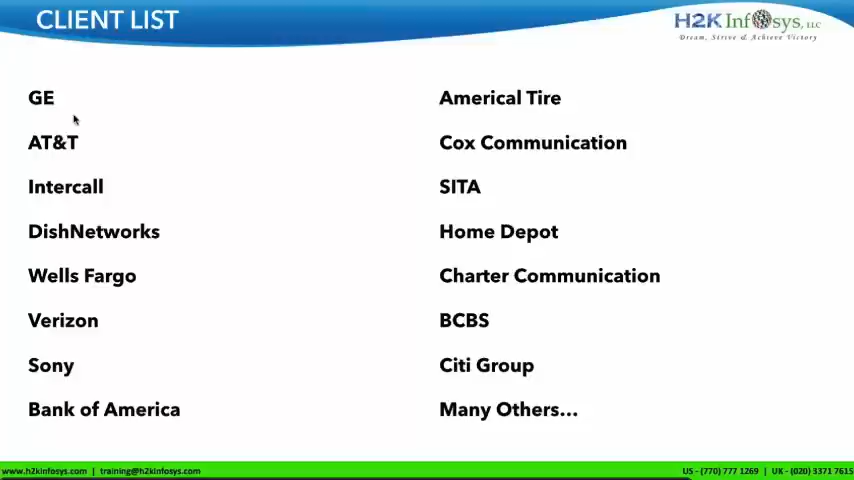 CLIENT LIST
H2K Infosys, LLC
Dream, Strive & Achieve Victory
GE
AT&T
Intercall
DishNetworks
Wells Fargo
Verizon
Sony
Bank of America
Americal Tire
Cox Communication
SITA
Home Depot
Charter Communication
BCBS
Citi Group
Many Others...
www.h2kinfosys.com | training@h2kinfosys.com
US - (770) 777 1269 | UK - (020) 3371 7615